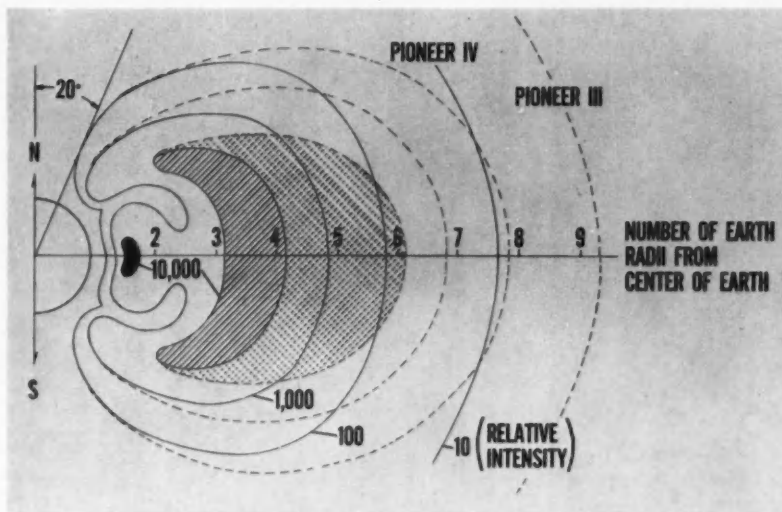 PIONEER IV
20°
PIONEER III
N
2 3 4 5 6 7 8 9
NUMBER OF EARTH
RADII FROM
CENTER OF EARTH
10,000
S
1,000
100
10 (RELATIVE
INTENSITY)